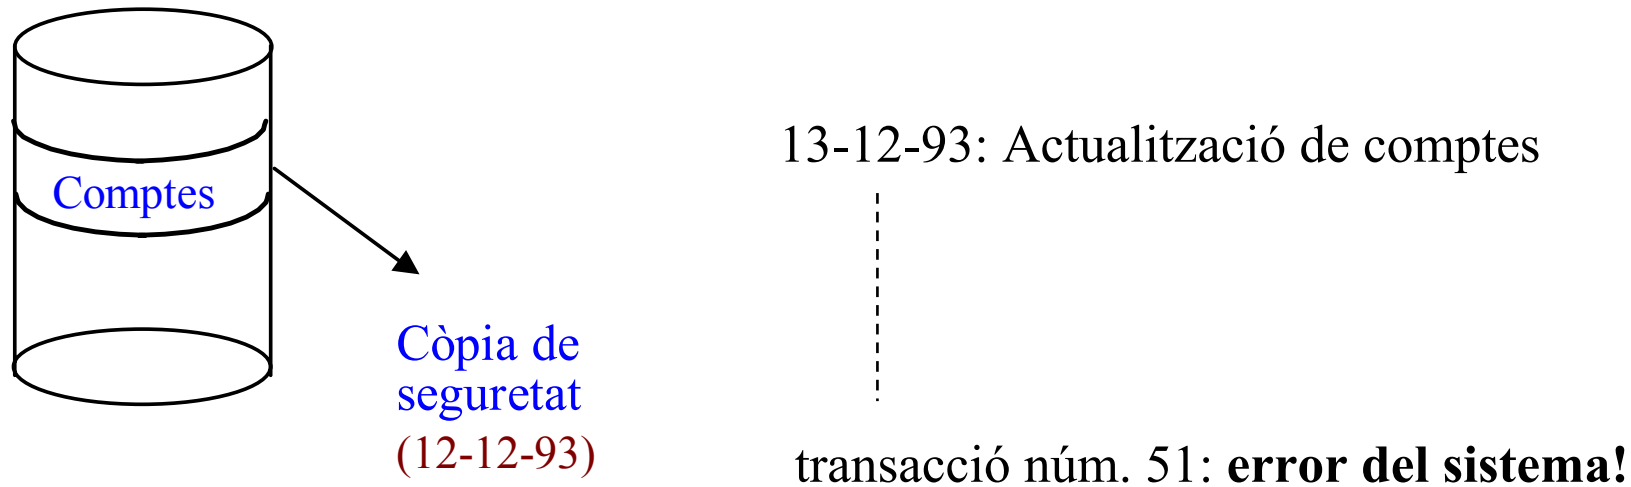 Comptes
Còpia de
seguretat
(12-12-93)
13-12-93: Actualització de comptes
transacció núm. 51: error del sistema!